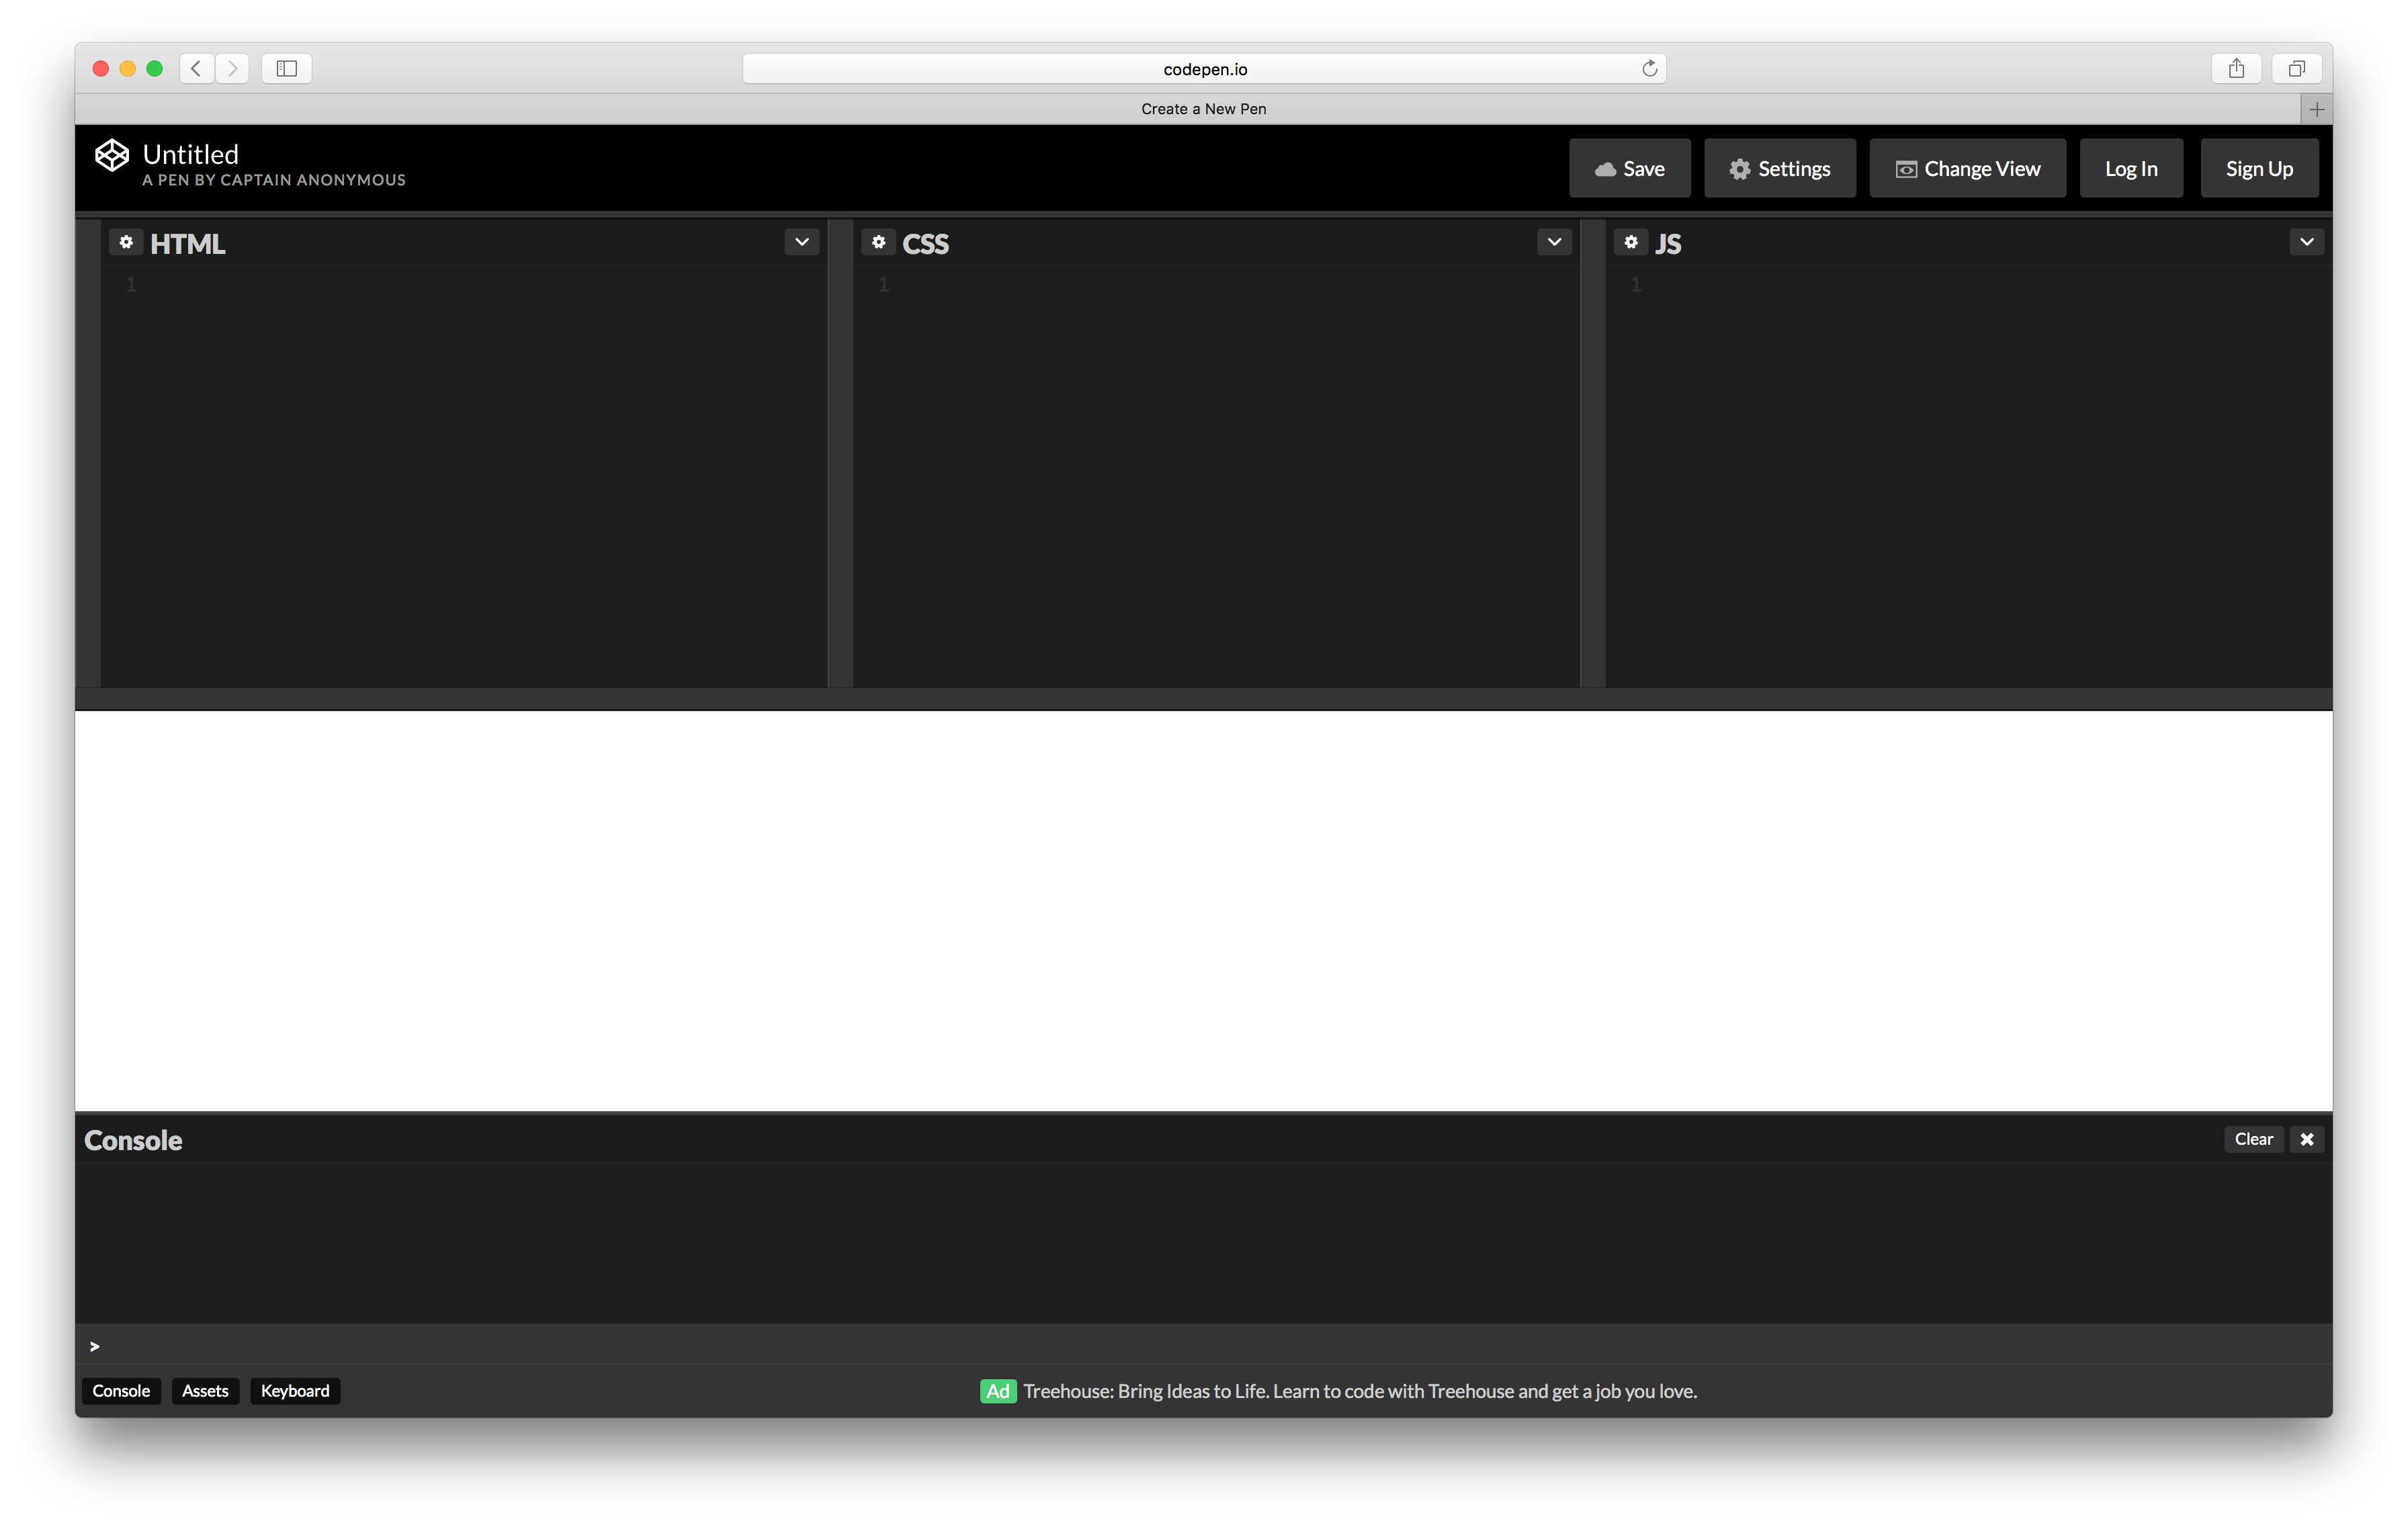 codepen.io
Create a New Pen
Untitled
A PEN BY CAPTAIN ANONYMOUS
Save
Settings
Change View
Log In
Sign Up
HTML
CSS
JS
1
1
1
Console
Clear
>
Console
Assets
Keyboard
Ad Treehouse: Bring Ideas to Life. Learn to code with Treehouse and get a job you love.